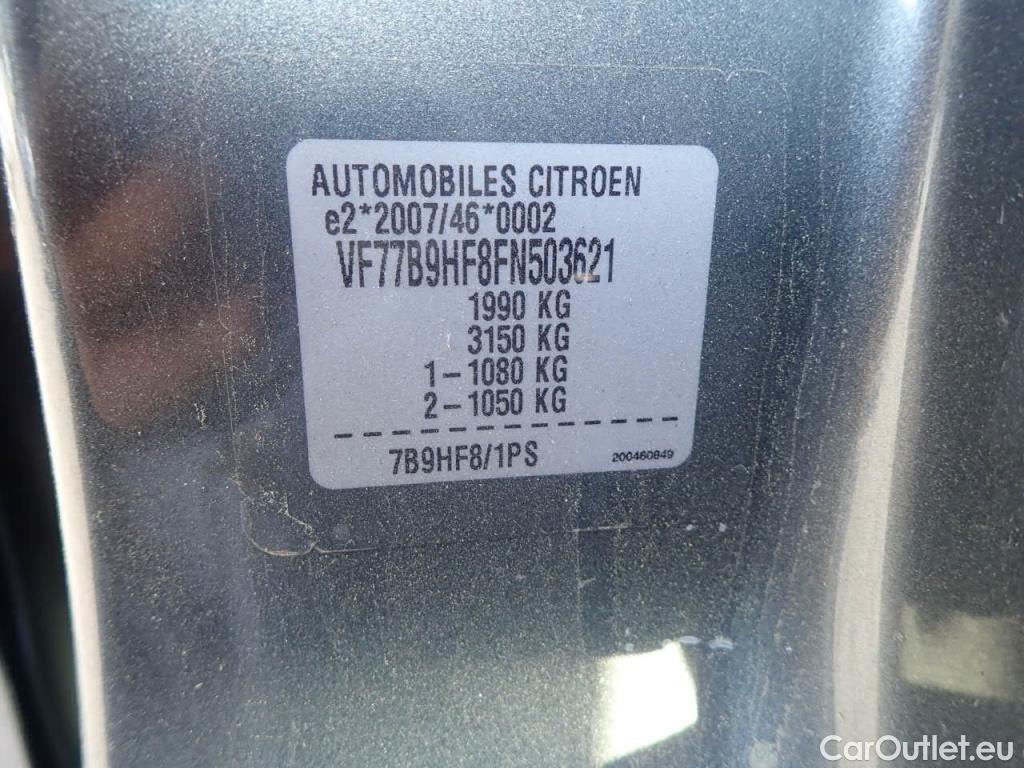 AUTOMOBILES CITROEN
e2*2007/46*0002
VF77B9HF8FN503621
1990 KG
3150 KG
1-1080 KG
2-1050 KG
7B9HF8/1PS
200460849
CarOutlet.eu